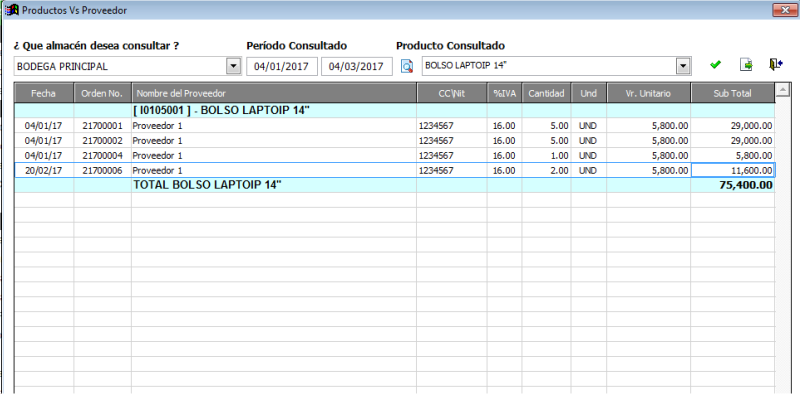 Productos Vs Proveedor
¿ Que almacén desea consultar ? Período Consultado Producto Consultado
BODEGA PRINCIPAL 04/01/2017 04/03/2017 BOLSO LAPTOIP 14"
Fecha Orden No. Nombre del Proveedor CC\Nit %IVA Cantidad Und Vr. Unitario Sub Total
[ I0105001 ] - BOLSO LAPTOIP 14"
04/01/17 21700001 Proveedor 1 1234567 16.00 5.00 UND 5,800.00 29,000.00
04/01/17 21700002 Proveedor 1 1234567 16.00 5.00 UND 5,800.00 29,000.00
04/01/17 21700004 Proveedor 1 1234567 16.00 1.00 UND 5,800.00 5,800.00
20/02/17 21700006 Proveedor 1 1234567 16.00 2.00 UND 5,800.00 11,600.00
TOTAL BOLSO LAPTOIP 14" 75,400.00